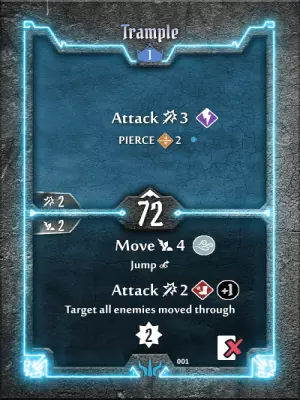 Trample
1
Attack 3
PIERCE 2
2
72
2
Move 4
Jump
Attack 2 +1
Target all enemies moved through
2
001